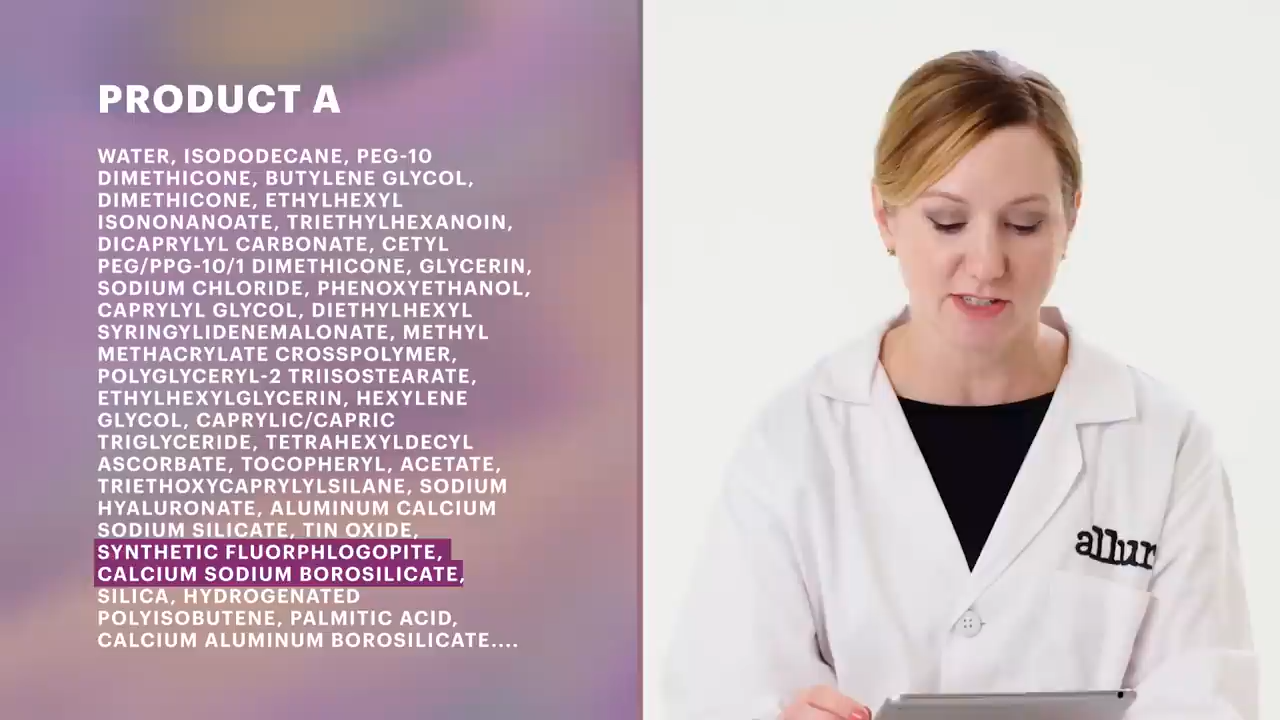 PRODUCT A
WATER, ISODODECANE, PEG-10
DIMETHICONE, BUTYLENE GLYCOL,
DIMETHICONE, ETHYLHEXYL
ISONONANOATE, TRIETHYLHEXANOIN,
DICAPRYLYL CARBONATE, CETYL
PEG/PPG-10/1 DIMETHICONE, GLYCERIN,
SODIUM CHLORIDE, PHENOXYETHANOL,
CAPRYLYL GLYCOL, DIETHYLHEXYL
SYRINGYLIDENEMALONATE, METHYL
METHACRYLATE CROSSPOLYMER,
POLYGLYCERYL-2 TRIISOSTEARATE,
ETHYLHEXYLGLYCERIN, HEXYLENE
GLYCOL, CAPRYLIC/CAPRIC
TRIGLYCERIDE, TETRAHEXYLDECYL
ASCORBATE, TOCOPHERYL, ACETATE,
TRIETHOXYCAPRYLYLSILANE, SODIUM
HYALURONATE, ALUMINUM CALCIUM
SODIUM SILICATE, TIN OXIDE,
SYNTHETIC FLUORPHLOGOPITE,
CALCIUM SODIUM BOROSILICATE,
SILICA, HYDROGENATED
POLYISOBUTENE, PALMITIC ACID,
CALCIUM ALUMINUM BOROSILICATE....
allur